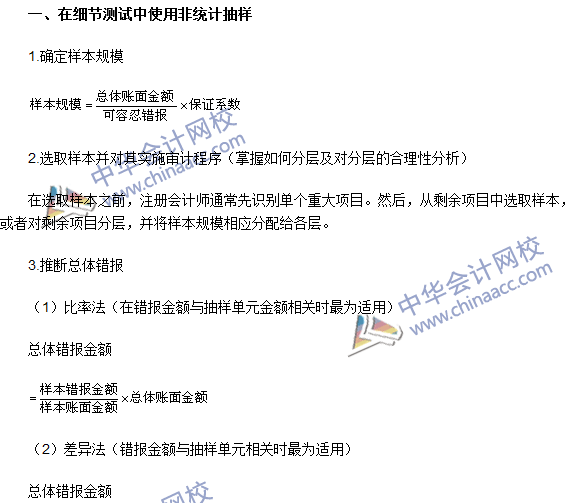 一、在细节测试中使用非统计抽样
1.确定样本规模
样本规模=总体账面金额/可容忍错报×保证系数
中华会计网校
www.chinaacc.com
2.选取样本并对其实施审计程序（掌握如何分层及对分层的合理性分析）
在选取样本之前，注册会计师通常先识别单个重大项目。然后，从剩余项目中选取样本，
或者对剩余项目分层，并将样本规模相应分配给各层。
3.推断总体错报
（1）比率法（在错报金额与抽样单元金额相关时最为适用）
中华会计网校
www.chinaacc.com
总体错报金额
=样本错报金额/样本账面金额×总体账面金额
（2）差异法（错报金额与抽样单元相关时最为适用）
总体错报金额